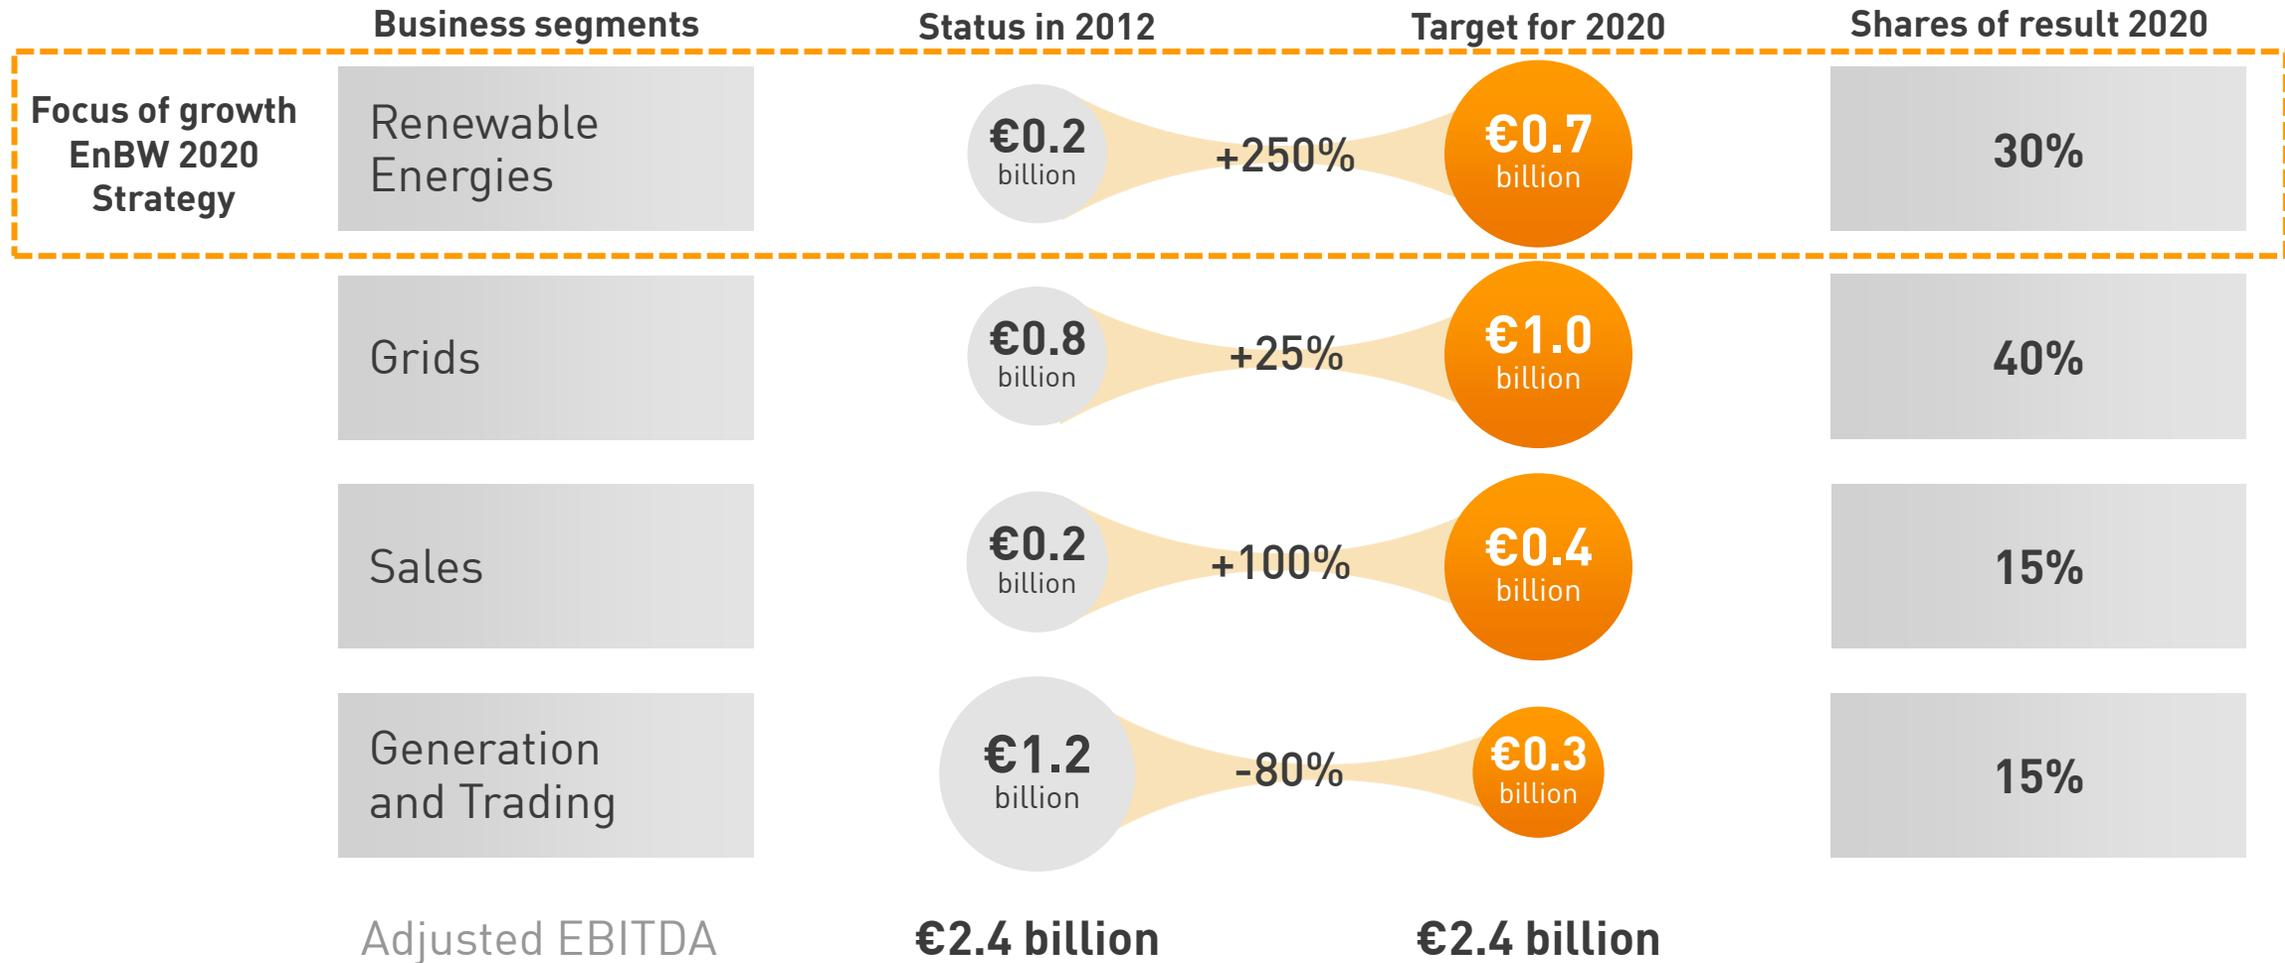 Business segments
Status in 2012
Target for 2020
Shares of result 2020
Focus of growth
EnBW 2020
Strategy
Renewable
Energies
€0.2
billion
+250%
€0.7
billion
30%
Grids
€0.8
billion
+25%
€1.0
billion
40%
Sales
€0.2
billion
+100%
€0.4
billion
15%
Generation
and Trading
€1.2
billion
-80%
€0.3
billion
15%
Adjusted EBITDA
€2.4 billion
€2.4 billion